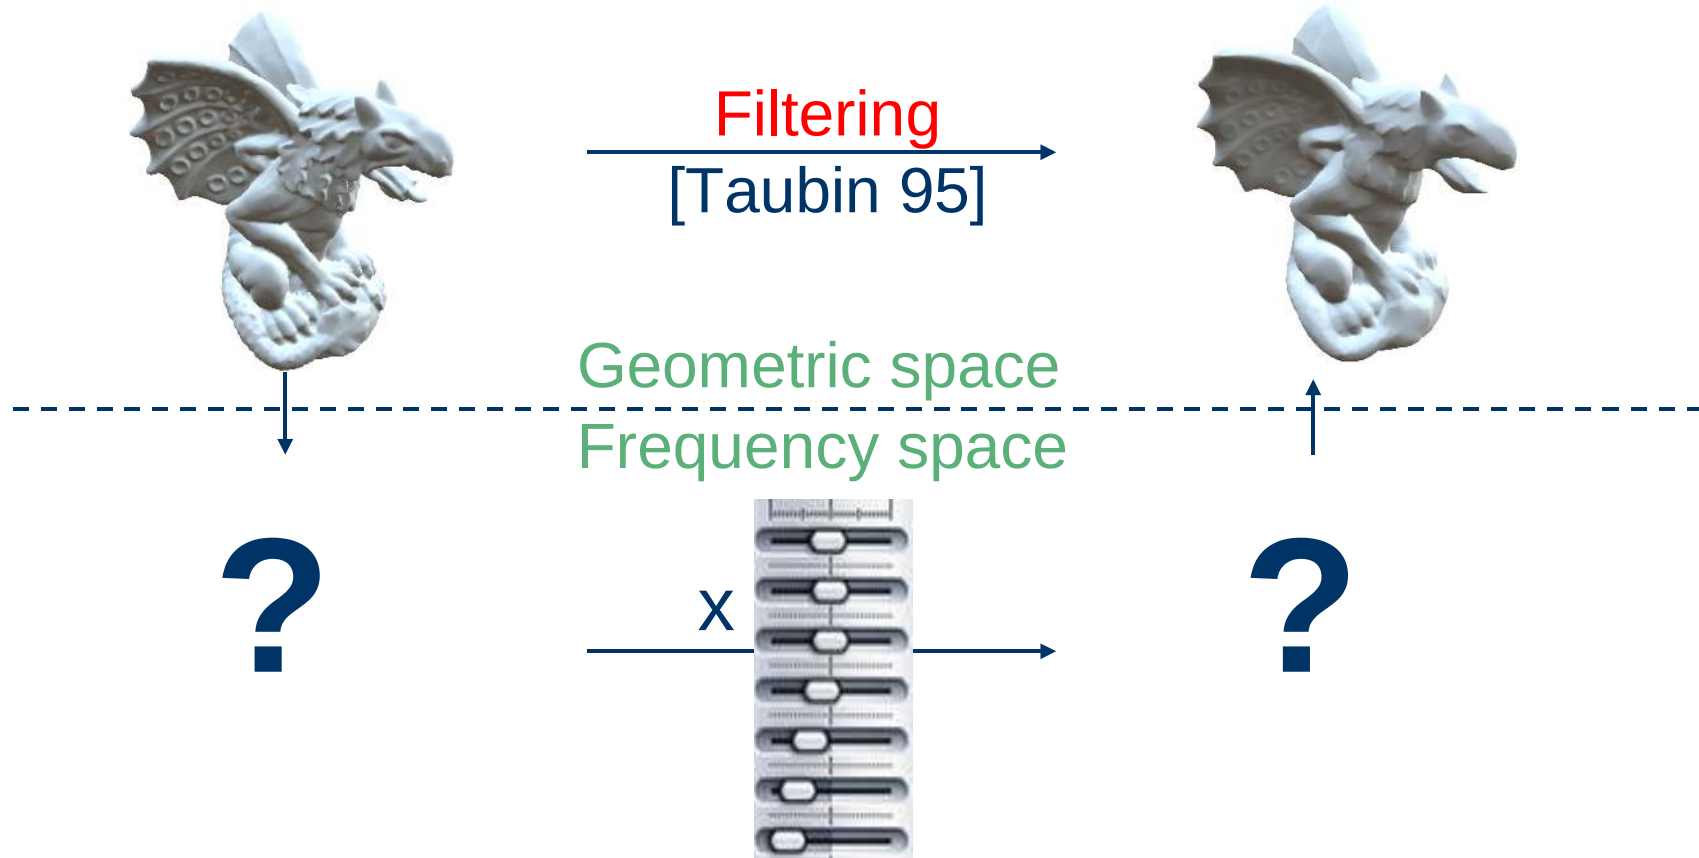 Filtering
[Taubin 95]
Geometric space
Frequency space
?
x
?